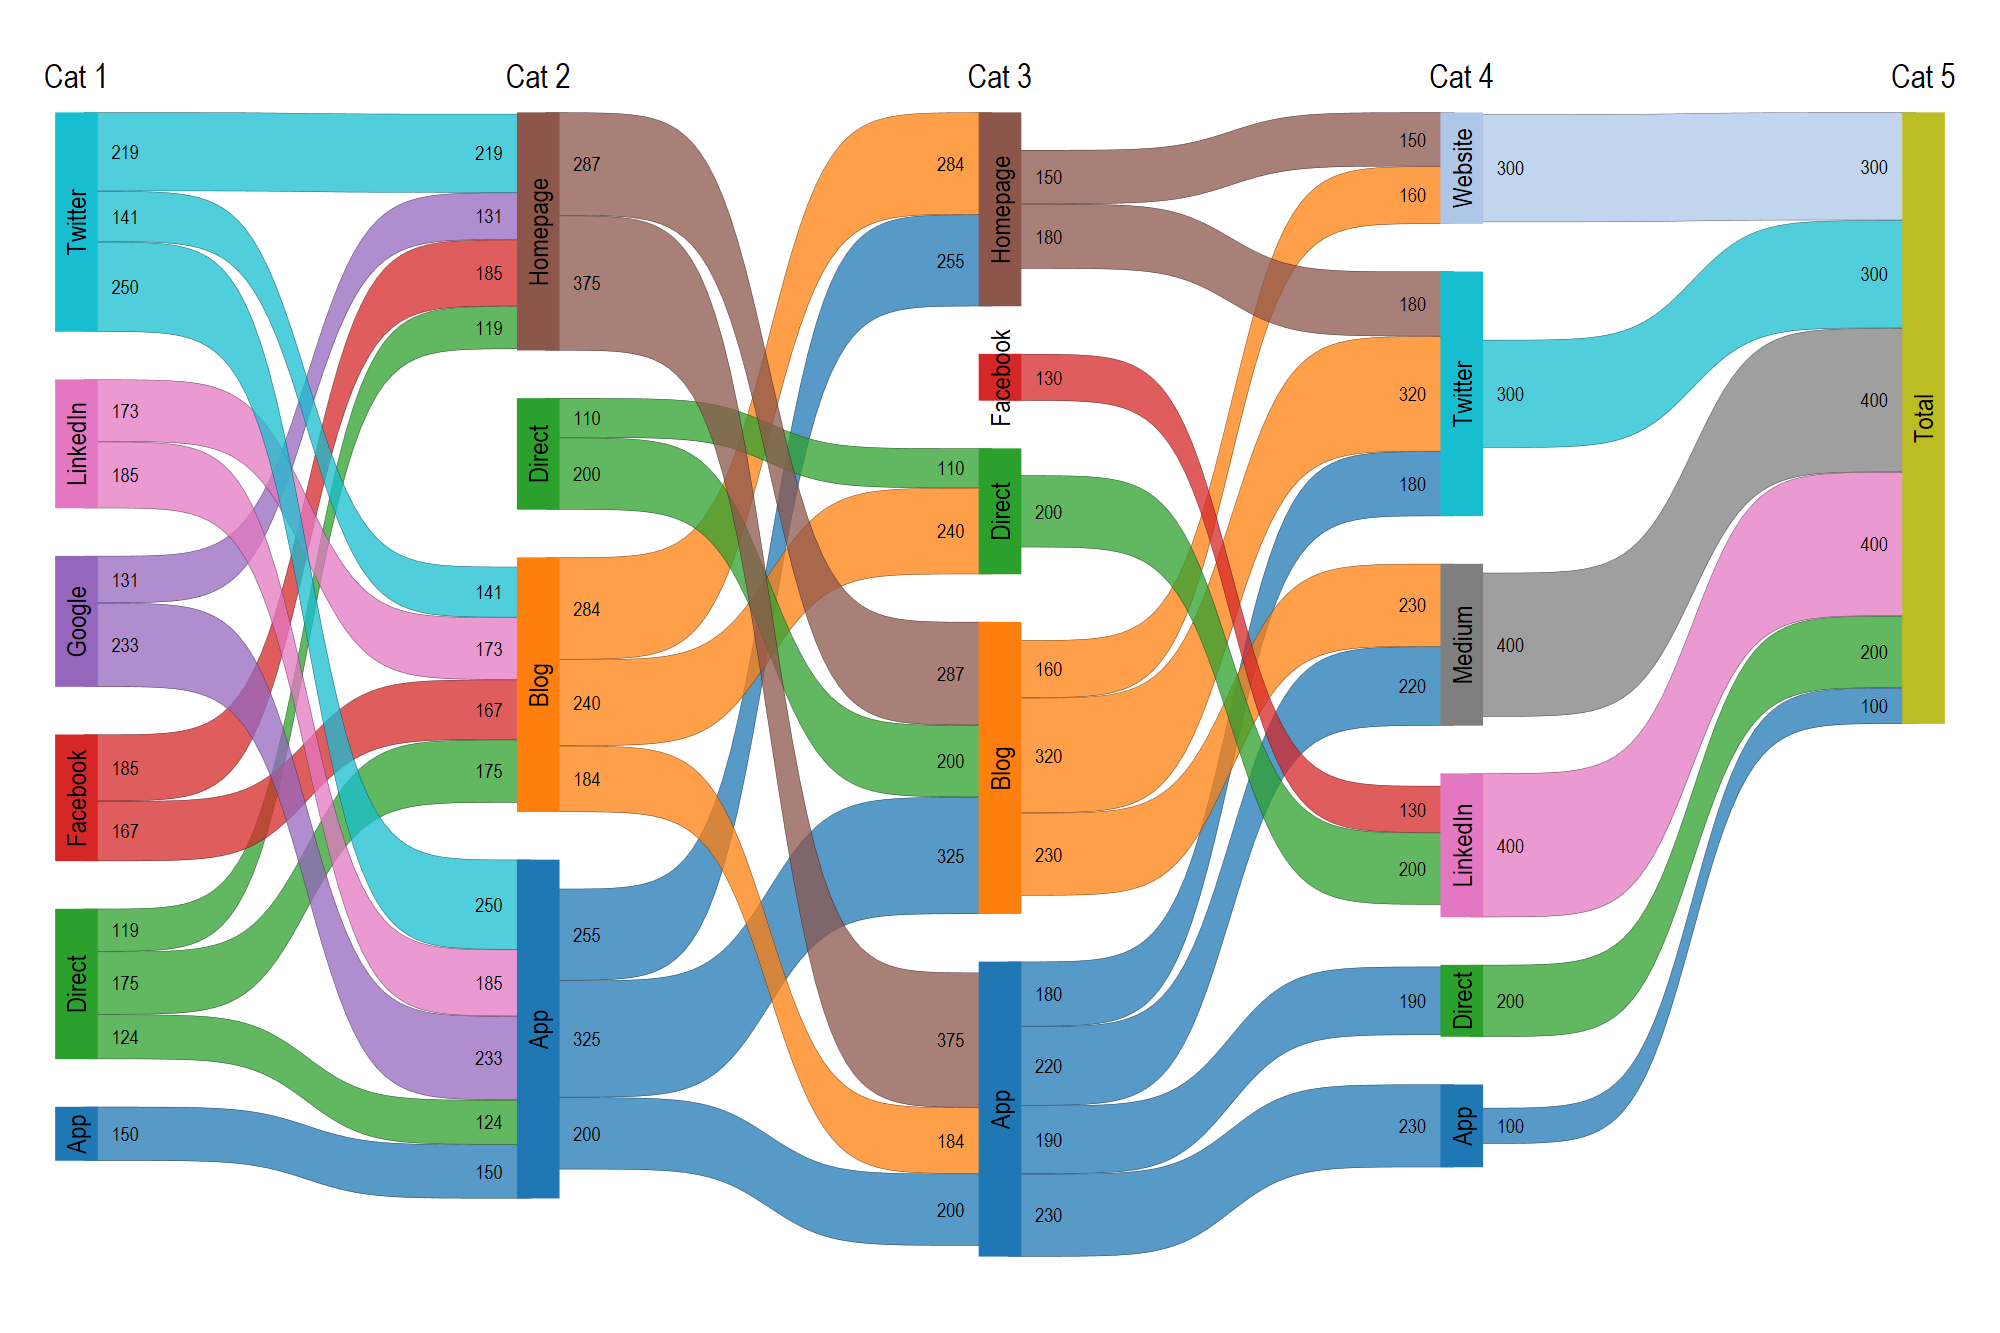 Cat 1
Cat 2
Cat 3
Cat 4
Cat 5
Twitter
219
141
250
LinkedIn
173
185
Google
131
233
Facebook
185
167
Direct
119
175
124
App
150
219
131
185
119
Homepage
287
375
Direct
110
200
141
173
167
175
Blog
284
240
184
250
185
233
124
150
App
255
325
200
284
255
Homepage
150
180
Facebook
130
110
240
Direct
200
287
200
325
Blog
160
320
230
375
184
200
App
180
220
190
230
150
160
Website
300
180
320
180
Twitter
300
230
220
Medium
400
130
200
LinkedIn
400
190
Direct
200
230
App
100
300
300
400
400
200
100
Total